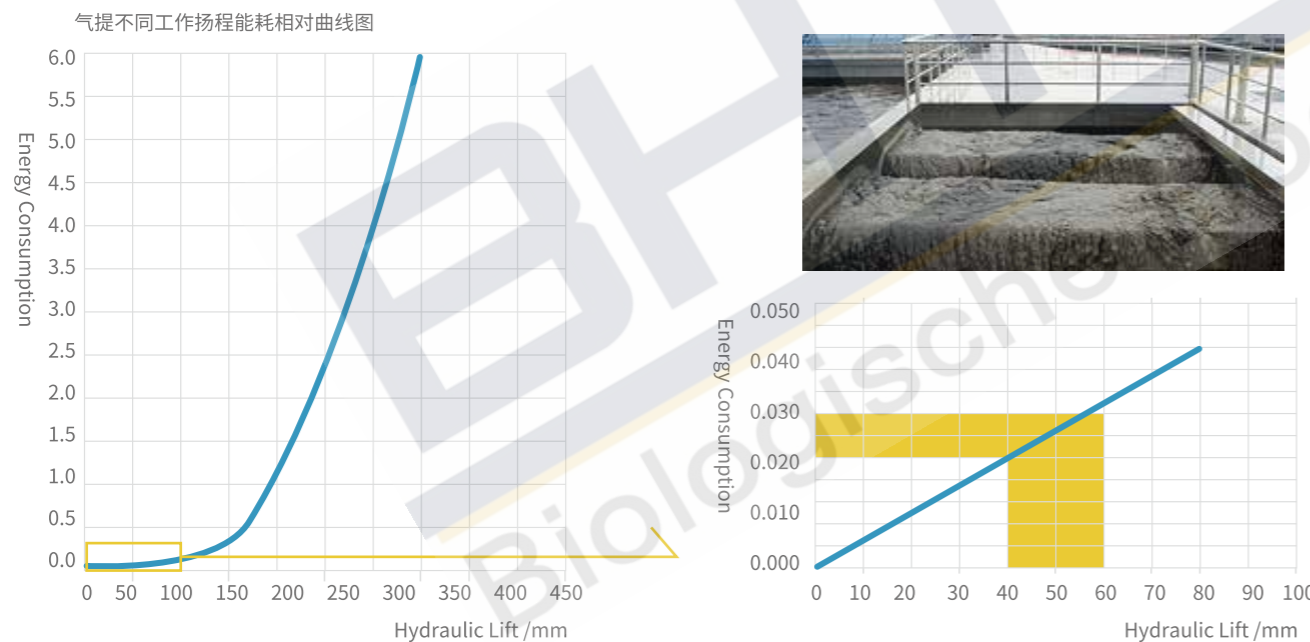 气提不同工作扬程能耗相对曲线图
6.0
5.5
5.0
4.5
4.0
3.5
3.0
2.5
2.0
1.5
1.0
0.5
0.0
Energy Consumption
0 50 100 150 200 250 300 350 400 450
Hydraulic Lift /mm
0.050
0.040
0.030
0.020
0.010
0.000
Energy Consumption
0 10 20 30 40 50 60 70 80 90 100
Hydraulic Lift /mm
Biologisch